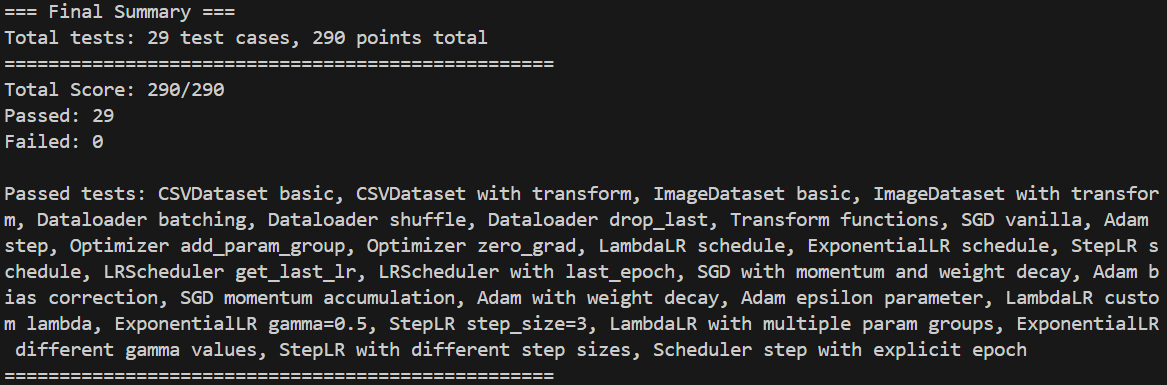 === Final Summary ===
Total tests: 29 test cases, 290 points total
==================================================
Total Score: 290/290
Passed: 29
Failed: 0

Passed tests: CSVDataset basic, CSVDataset with transform, ImageDataset basic, ImageDataset with transfor
m, Dataloader batching, Dataloader shuffle, Dataloader drop_last, Transform functions, SGD vanilla, Adam
step, Optimizer add_param_group, Optimizer zero_grad, LambdaLR schedule, ExponentialLR schedule, StepLR s
chedule, LRScheduler get_last_lr, LRScheduler with last_epoch, SGD with momentum and weight decay, Adam b
ias correction, SGD momentum accumulation, Adam with weight decay, Adam epsilon parameter, LambdaLR custo
m lambda, ExponentialLR gamma=0.5, StepLR step_size=3, LambdaLR with multiple param groups, ExponentialLR
 different gamma values, StepLR with different step sizes, Scheduler step with explicit epoch
==================================================